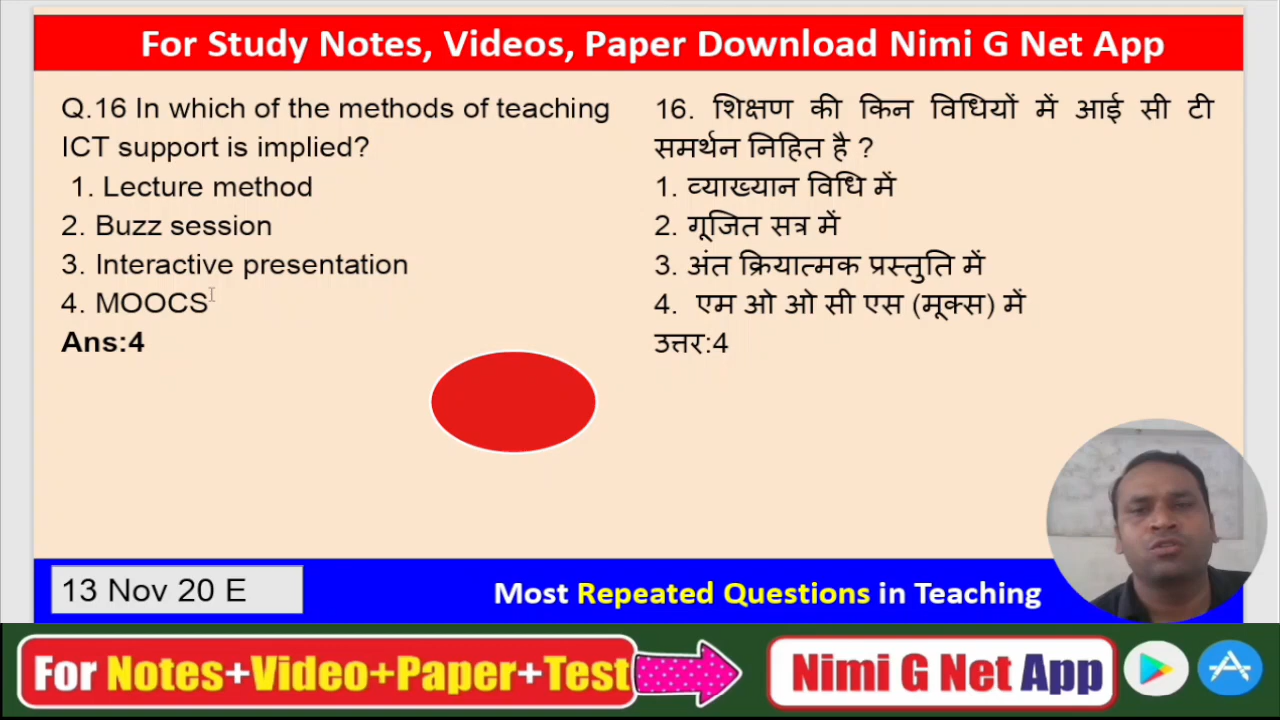 For Study Notes, Videos, Paper Download Nimi G Net App
Q.16 In which of the methods of teaching
ICT support is implied?
1. Lecture method
2. Buzz session
3. Interactive presentation
4. MOOCS
Ans:4
16. शिक्षण की किन विधियों में आई सी टी
समर्थन निहित है ?
1. व्याख्यान विधि में
2. गूजित सत्र में
3. अंत क्रियात्मक प्रस्तुति में
4. एम ओ ओ सी एस (मूक्स) में
उत्तर:4
13 Nov 20 E
Most Repeated Questions in Teaching
For Notes+Video+Paper+Test
Nimi G Net App